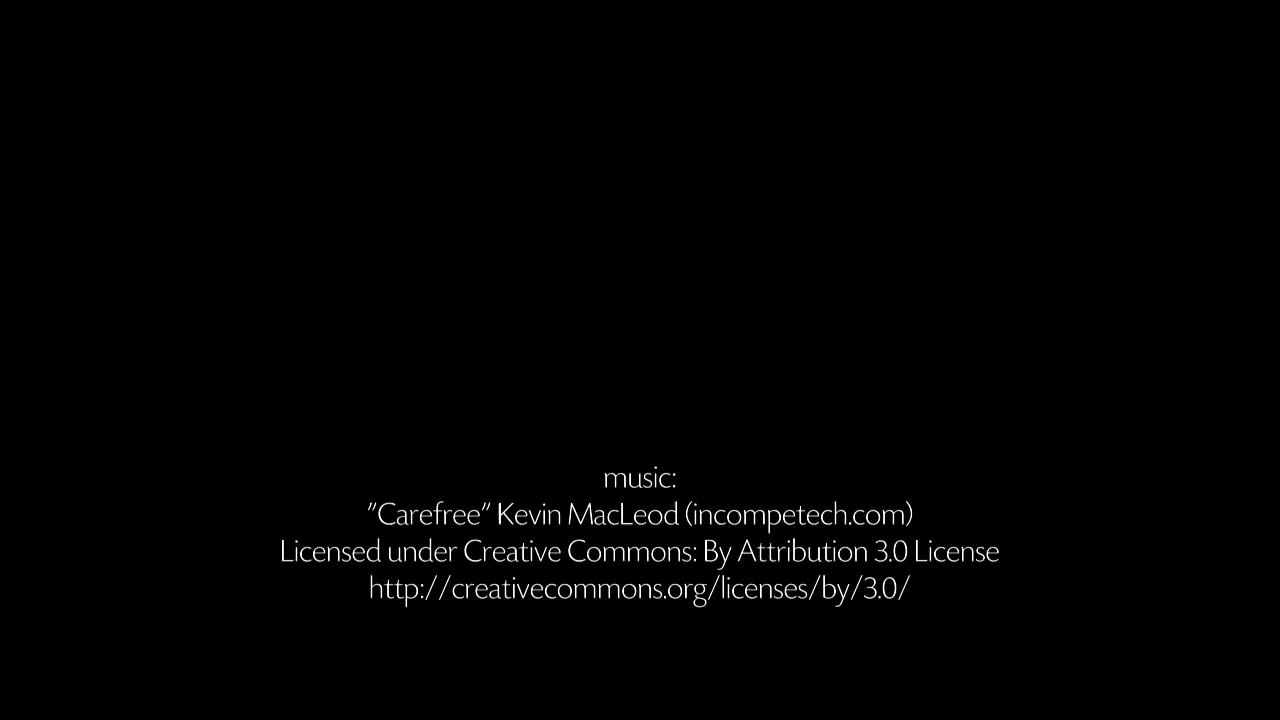 music:
"Carefree" Kevin MacLeod (incompetech.com)
Licensed under Creative Commons: By Attribution 3.0 License
http://creativecommons.org/licenses/by/3.0/